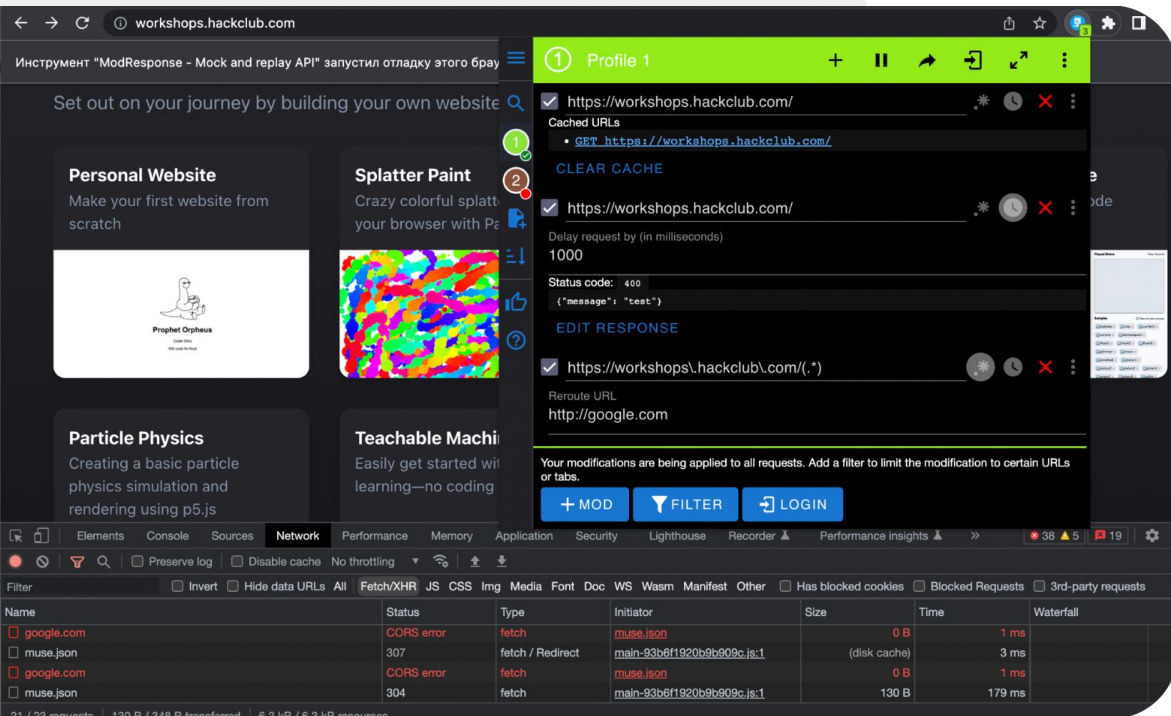 workshops.hackclub.com
3
Инструмент "ModResponse - Mock and replay API" запустил отладку этого брау
1 Profile 1
Set out on your journey by building your own website
Personal Website
Make your first website from
scratch
Prophet Orpheus
Splatter Paint
Crazy colorful splatt
your browser with Pa
Particle Physics
Creating a basic particle
physics simulation and
rendering using p5.js
Teachable Machi
Easily get started wit
learning—no coding
1
2
https://workshops.hackclub.com/
Cached URLs
• GET https://workshops.hackclub.com/
CLEAR CACHE
https://workshops.hackclub.com/
Delay request by (in milliseconds)
1000
Status code: 400
{"message": "test"}
EDIT RESPONSE
https://workshops\.hackclub\.com/(.*)
Reroute URL
http://google.com
Your modifications are being applied to all requests. Add a filter to limit the modification to certain URLs
or tabs.
+ MOD FILTER LOGIN
Elements Console Sources Network Performance Memory Application Security Lighthouse Recorder Performance insights » 38 5 19
Preserve log Disable cache No throttling
Filter Invert Hide data URLs All Fetch/XHR JS CSS Img Media Font Doc WS Wasm Manifest Other Has blocked cookies Blocked Requests 3rd-party requests
Name Status Type Initiator Size Time Waterfall
google.com CORS error fetch muse.json 0 B 1 ms
muse.json 307 fetch / Redirect main-93b6f1920b9b909c.js:1 (disk cache) 3 ms
google.com CORS error fetch muse.json 0 B 1 ms
muse.json 304 fetch main-93b6f1920b9b909c.js:1 130 B 179 ms